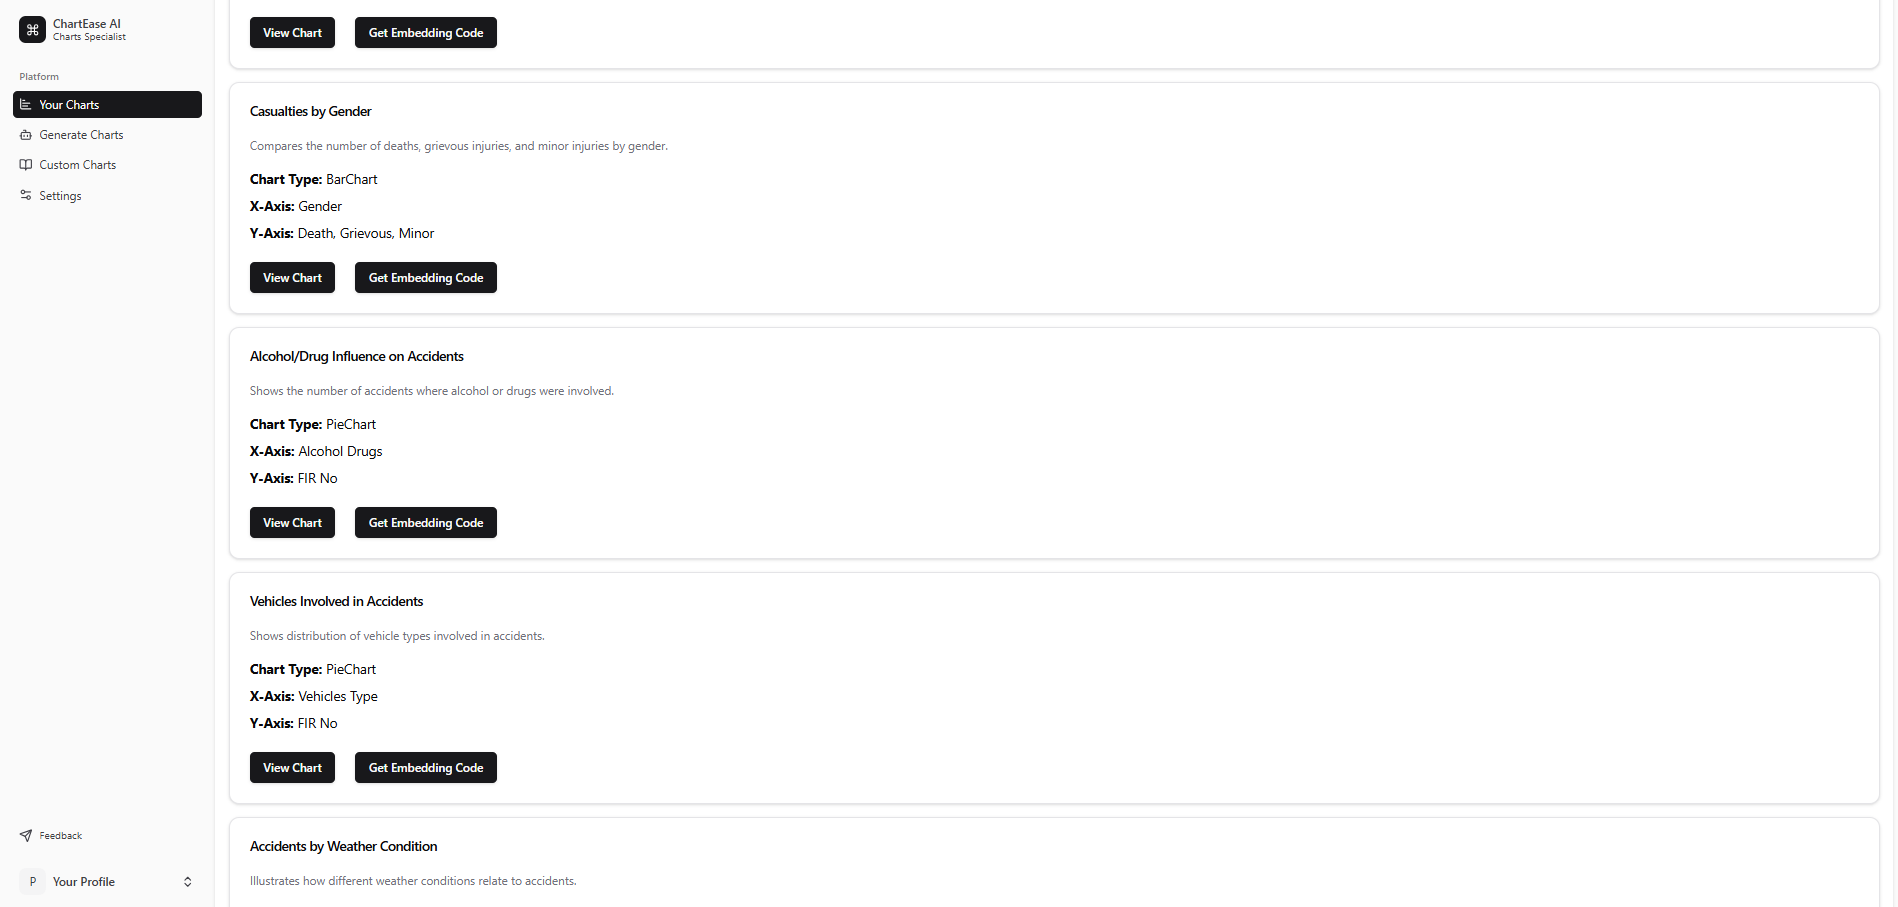 ChartEase AI
Charts Specialist
Platform
Your Charts
Generate Charts
Custom Charts
Settings
Feedback
P Your Profile
View Chart Get Embedding Code
Casualties by Gender
Compares the number of deaths, grievous injuries, and minor injuries by gender.
Chart Type: BarChart
X-Axis: Gender
Y-Axis: Death, Grievous, Minor
View Chart Get Embedding Code
Alcohol/Drug Influence on Accidents
Shows the number of accidents where alcohol or drugs were involved.
Chart Type: PieChart
X-Axis: Alcohol Drugs
Y-Axis: FIR No
View Chart Get Embedding Code
Vehicles Involved in Accidents
Shows distribution of vehicle types involved in accidents.
Chart Type: PieChart
X-Axis: Vehicles Type
Y-Axis: FIR No
View Chart Get Embedding Code
Accidents by Weather Condition
Illustrates how different weather conditions relate to accidents.